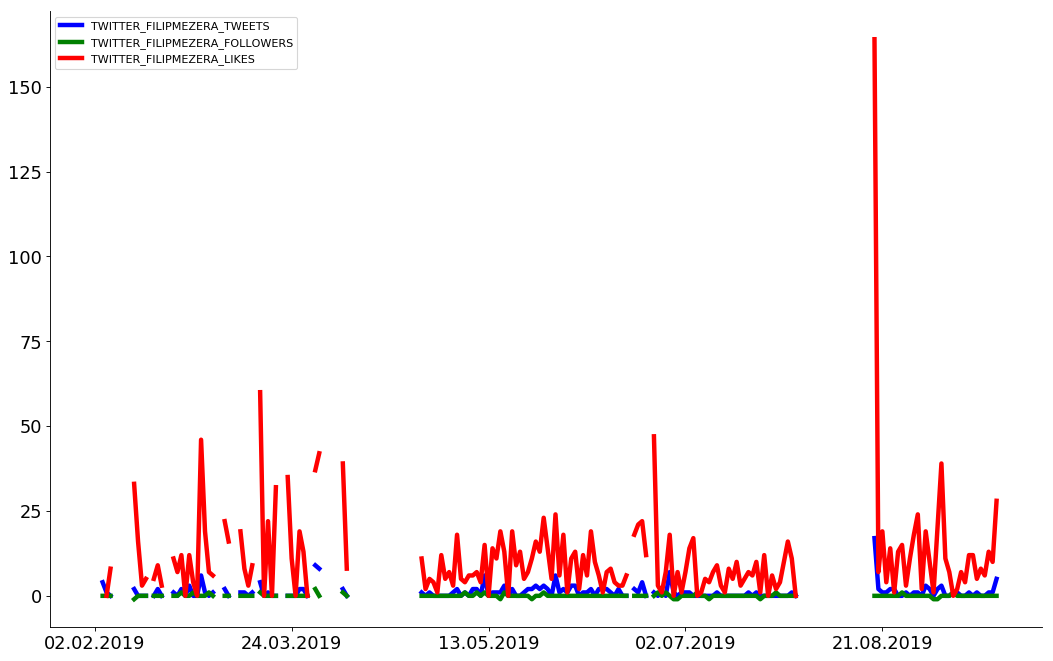 TWITTER_FILIPMEZERA_TWEETS
TWITTER_FILIPMEZERA_FOLLOWERS
TWITTER_FILIPMEZERA_LIKES
150
125
100
75
50
25
0
02.02.2019 24.03.2019 13.05.2019 02.07.2019 21.08.2019